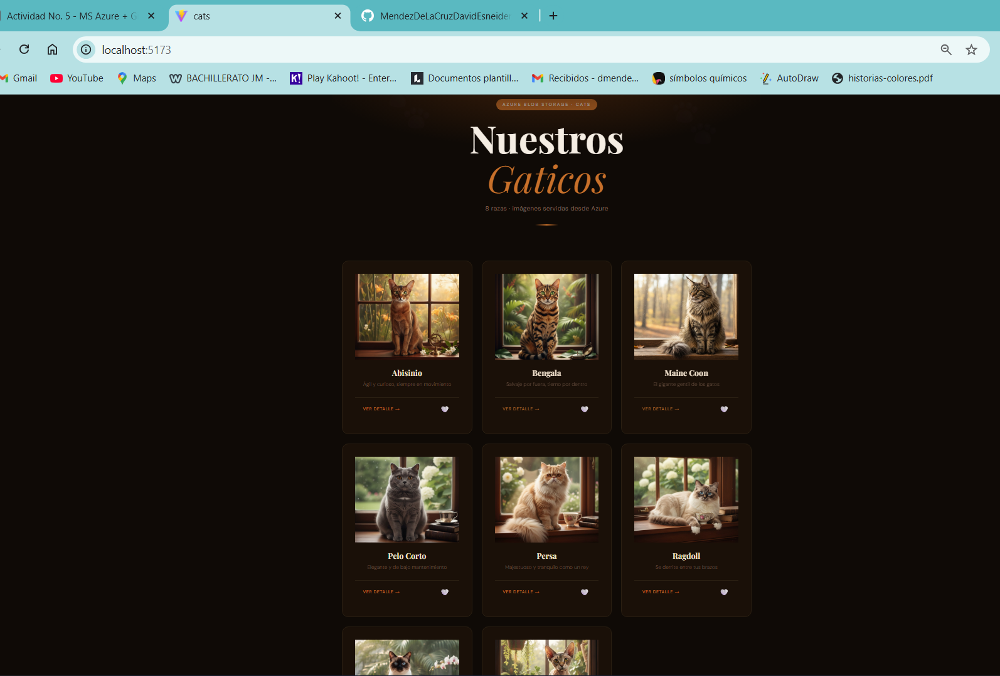 Actividad No. 5 - MS Azure + G
cats
MendezDeLaCruzDavidEsneider
localhost:5173
Gmail
YouTube
Maps
BACHILLERATO JM -...
Play Kahoot! - Enter...
Documentos plantill...
Recibidos - dmende...
símbolos químicos
AutoDraw
historias-colores.pdf
AZURE BLOB STORAGE · CATS
Nuestros
Gaticos
8 razas · imágenes servidas desde Azure
Abisinio
Ágil y curioso, siempre en movimiento
VER DETALLE →
Bengala
Salvaje por fuera, tierno por dentro
VER DETALLE →
Maine Coon
El gigante gentil de los gatos
VER DETALLE →
Pelo Corto
Elegante y de bajo mantenimiento
VER DETALLE →
Persa
Majestuoso y tranquilo como un rey
VER DETALLE →
Ragdoll
Se derrite entre tus brazos
VER DETALLE →